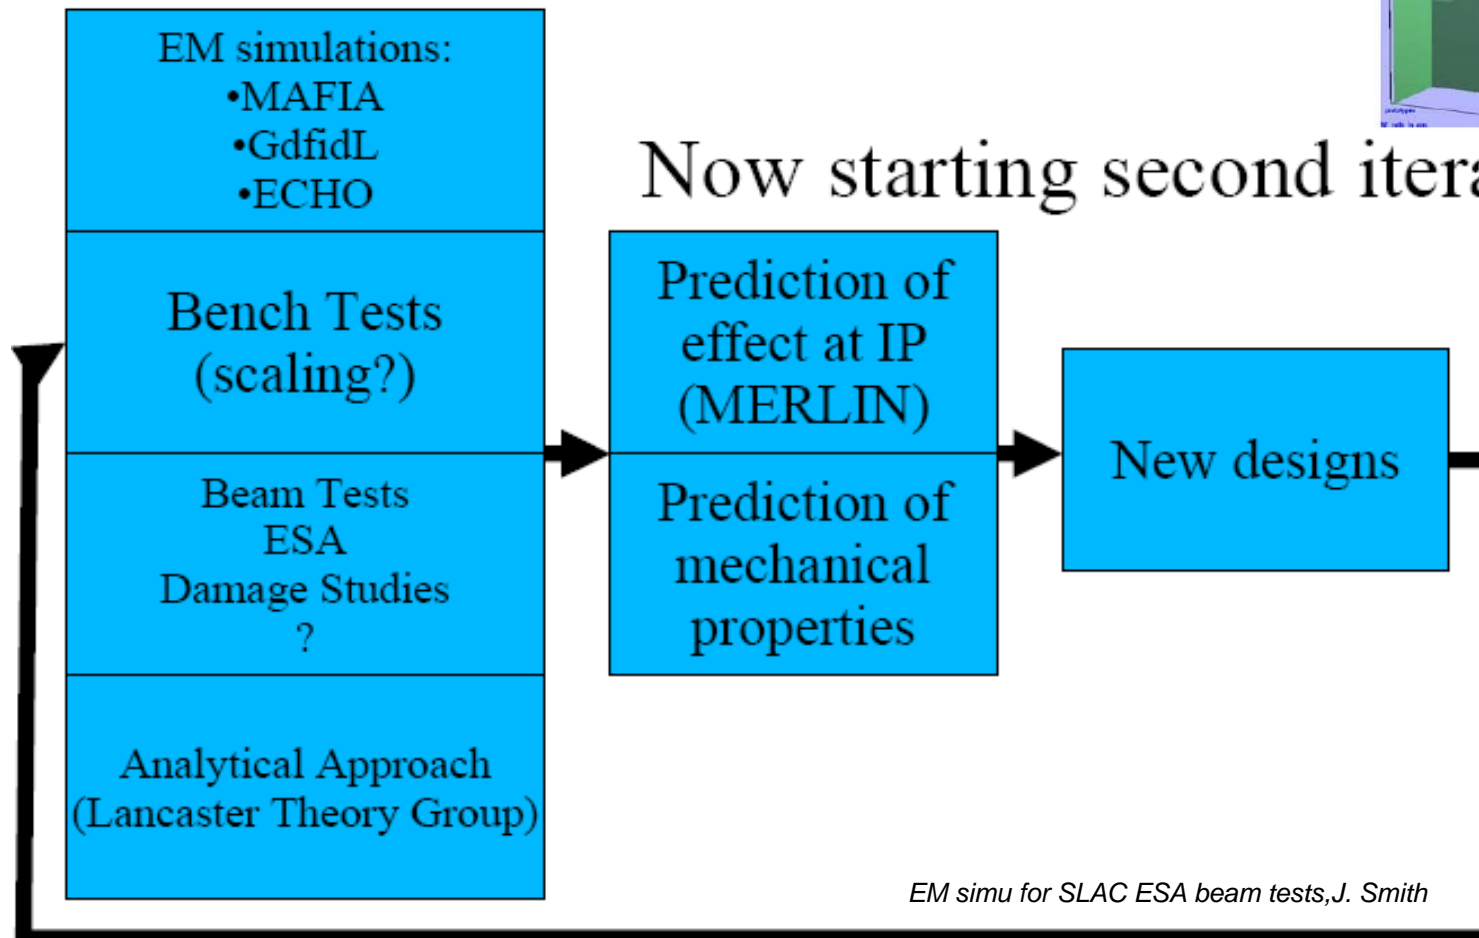 EM simulations:
•MAFIA
•GdfidL
•ECHO
Now starting second itera
Bench Tests
(scaling?)
Beam Tests
ESA
Damage Studies
?
Analytical Approach
(Lancaster Theory Group)
Prediction of
effect at IP
(MERLIN)
Prediction of
mechanical
properties
New designs
EM simu for SLAC ESA beam tests,J. Smith